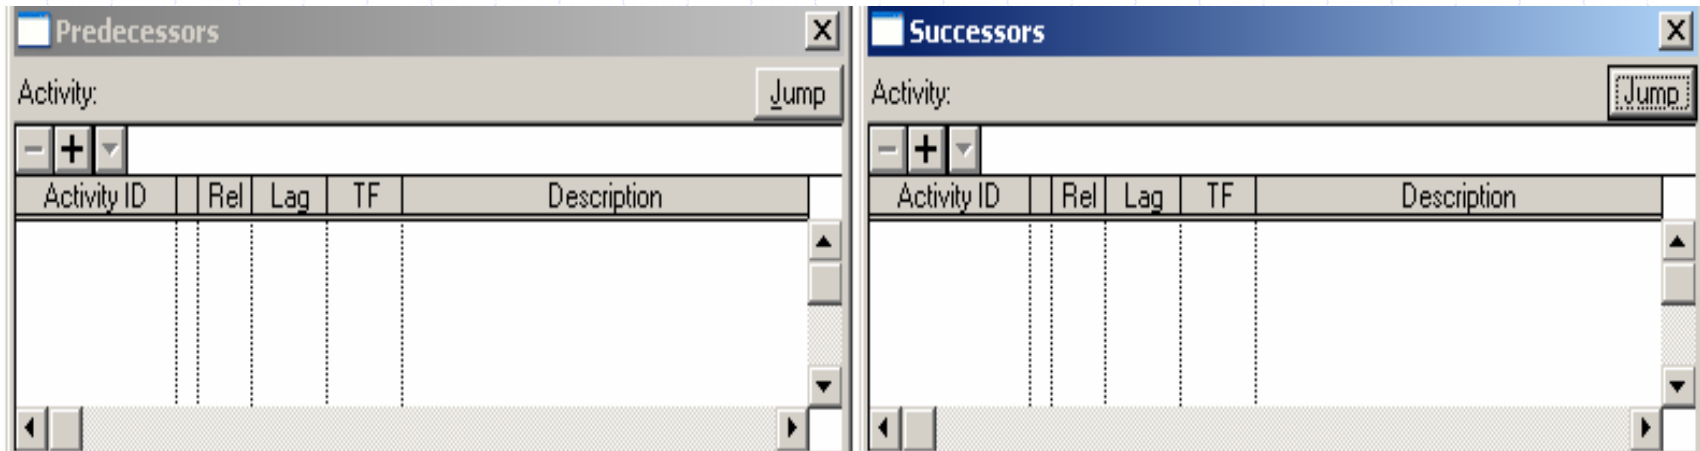 Predecessors
Activity:
Jump
Activity ID Rel Lag TF Description
Successors
Activity:
Jump
Activity ID Rel Lag TF Description